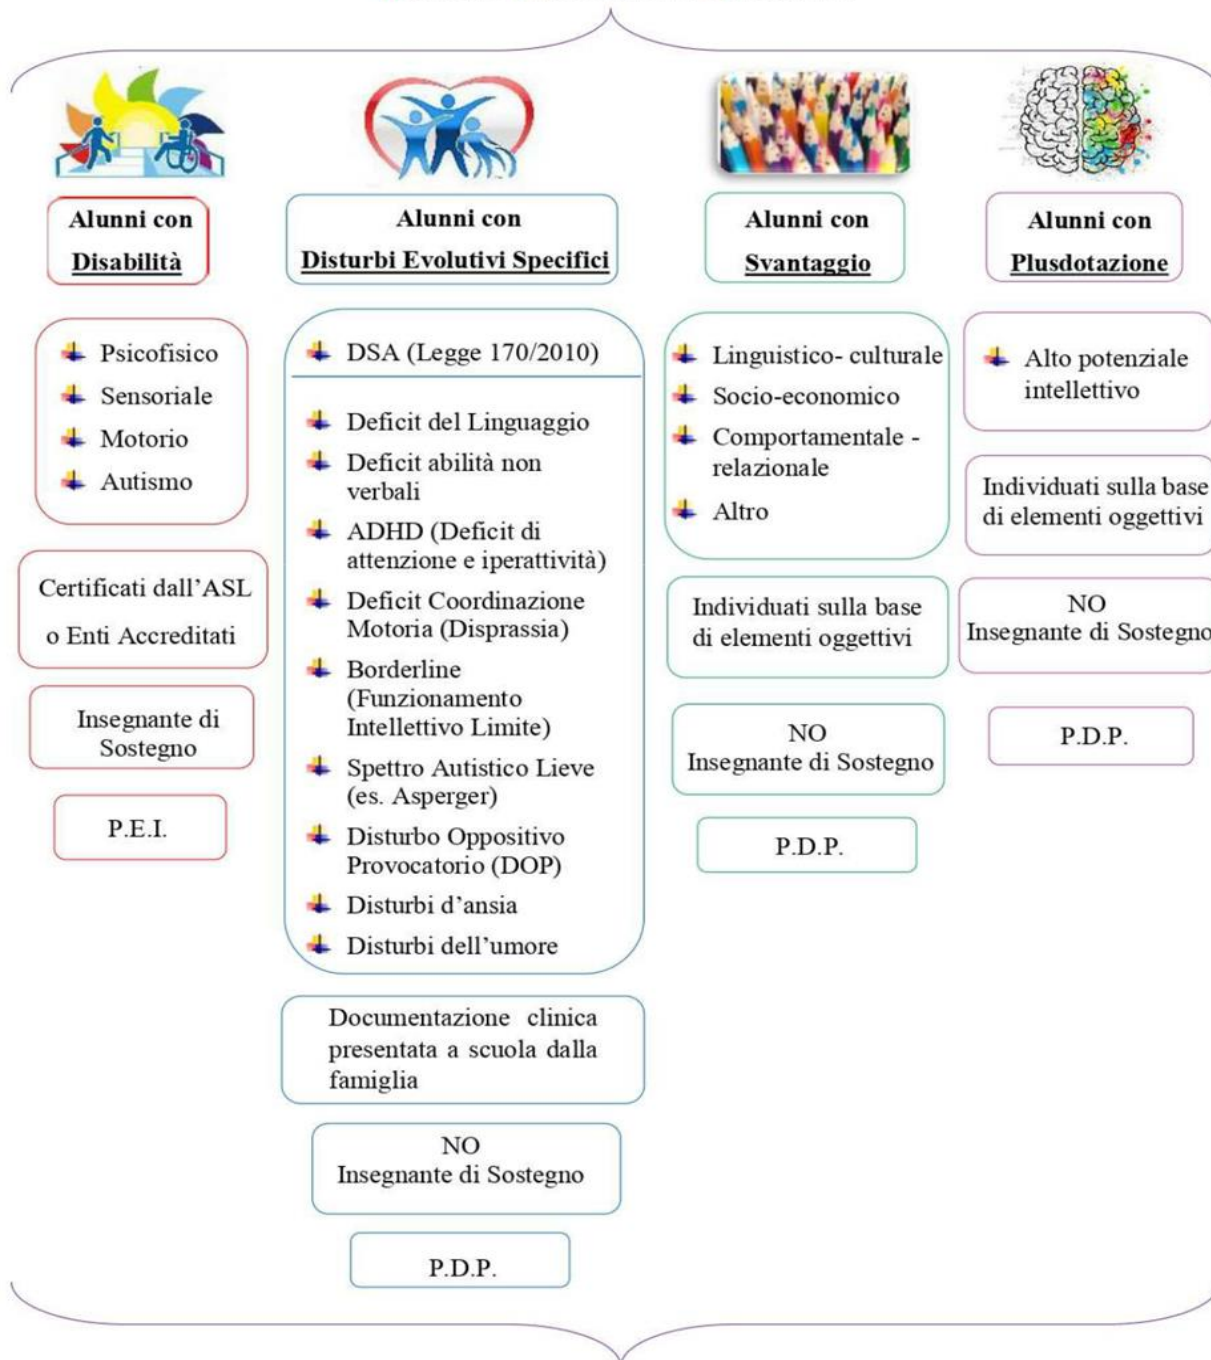 Alunni con
Disabilità
Psicofisico
Sensoriale
Motorio
Autismo
Certificati dall'ASL
o Enti Accreditati
Insegnante di
Sostegno
P.E.I.
Alunni con
Disturbi Evolutivi Specifici
DSA (Legge 170/2010)
Deficit del Linguaggio
Deficit abilità non
verbali
ADHD (Deficit di
attenzione e iperattività)
Deficit Coordinazione
Motoria (Disprassia)
Borderline
(Funzionamento
Intellettivo Limite)
Spettro Autistico Lieve
(es. Asperger)
Disturbo Oppositivo
Provocatorio (DOP)
Disturbi d'ansia
Disturbi dell'umore
Documentazione clinica
presentata a scuola dalla
famiglia
NO
Insegnante di Sostegno
P.D.P.
Alunni con
Svantaggio
Linguistico- culturale
Socio-economico
Comportamentale -
relazionale
Altro
Individuati sulla base
di elementi oggettivi
NO
Insegnante di Sostegno
P.D.P.
Alunni con
Plusdotazione
Alto potenziale
intellettivo
Individuati sulla base
di elementi oggettivi
NO
Insegnante di Sostegno
P.D.P.